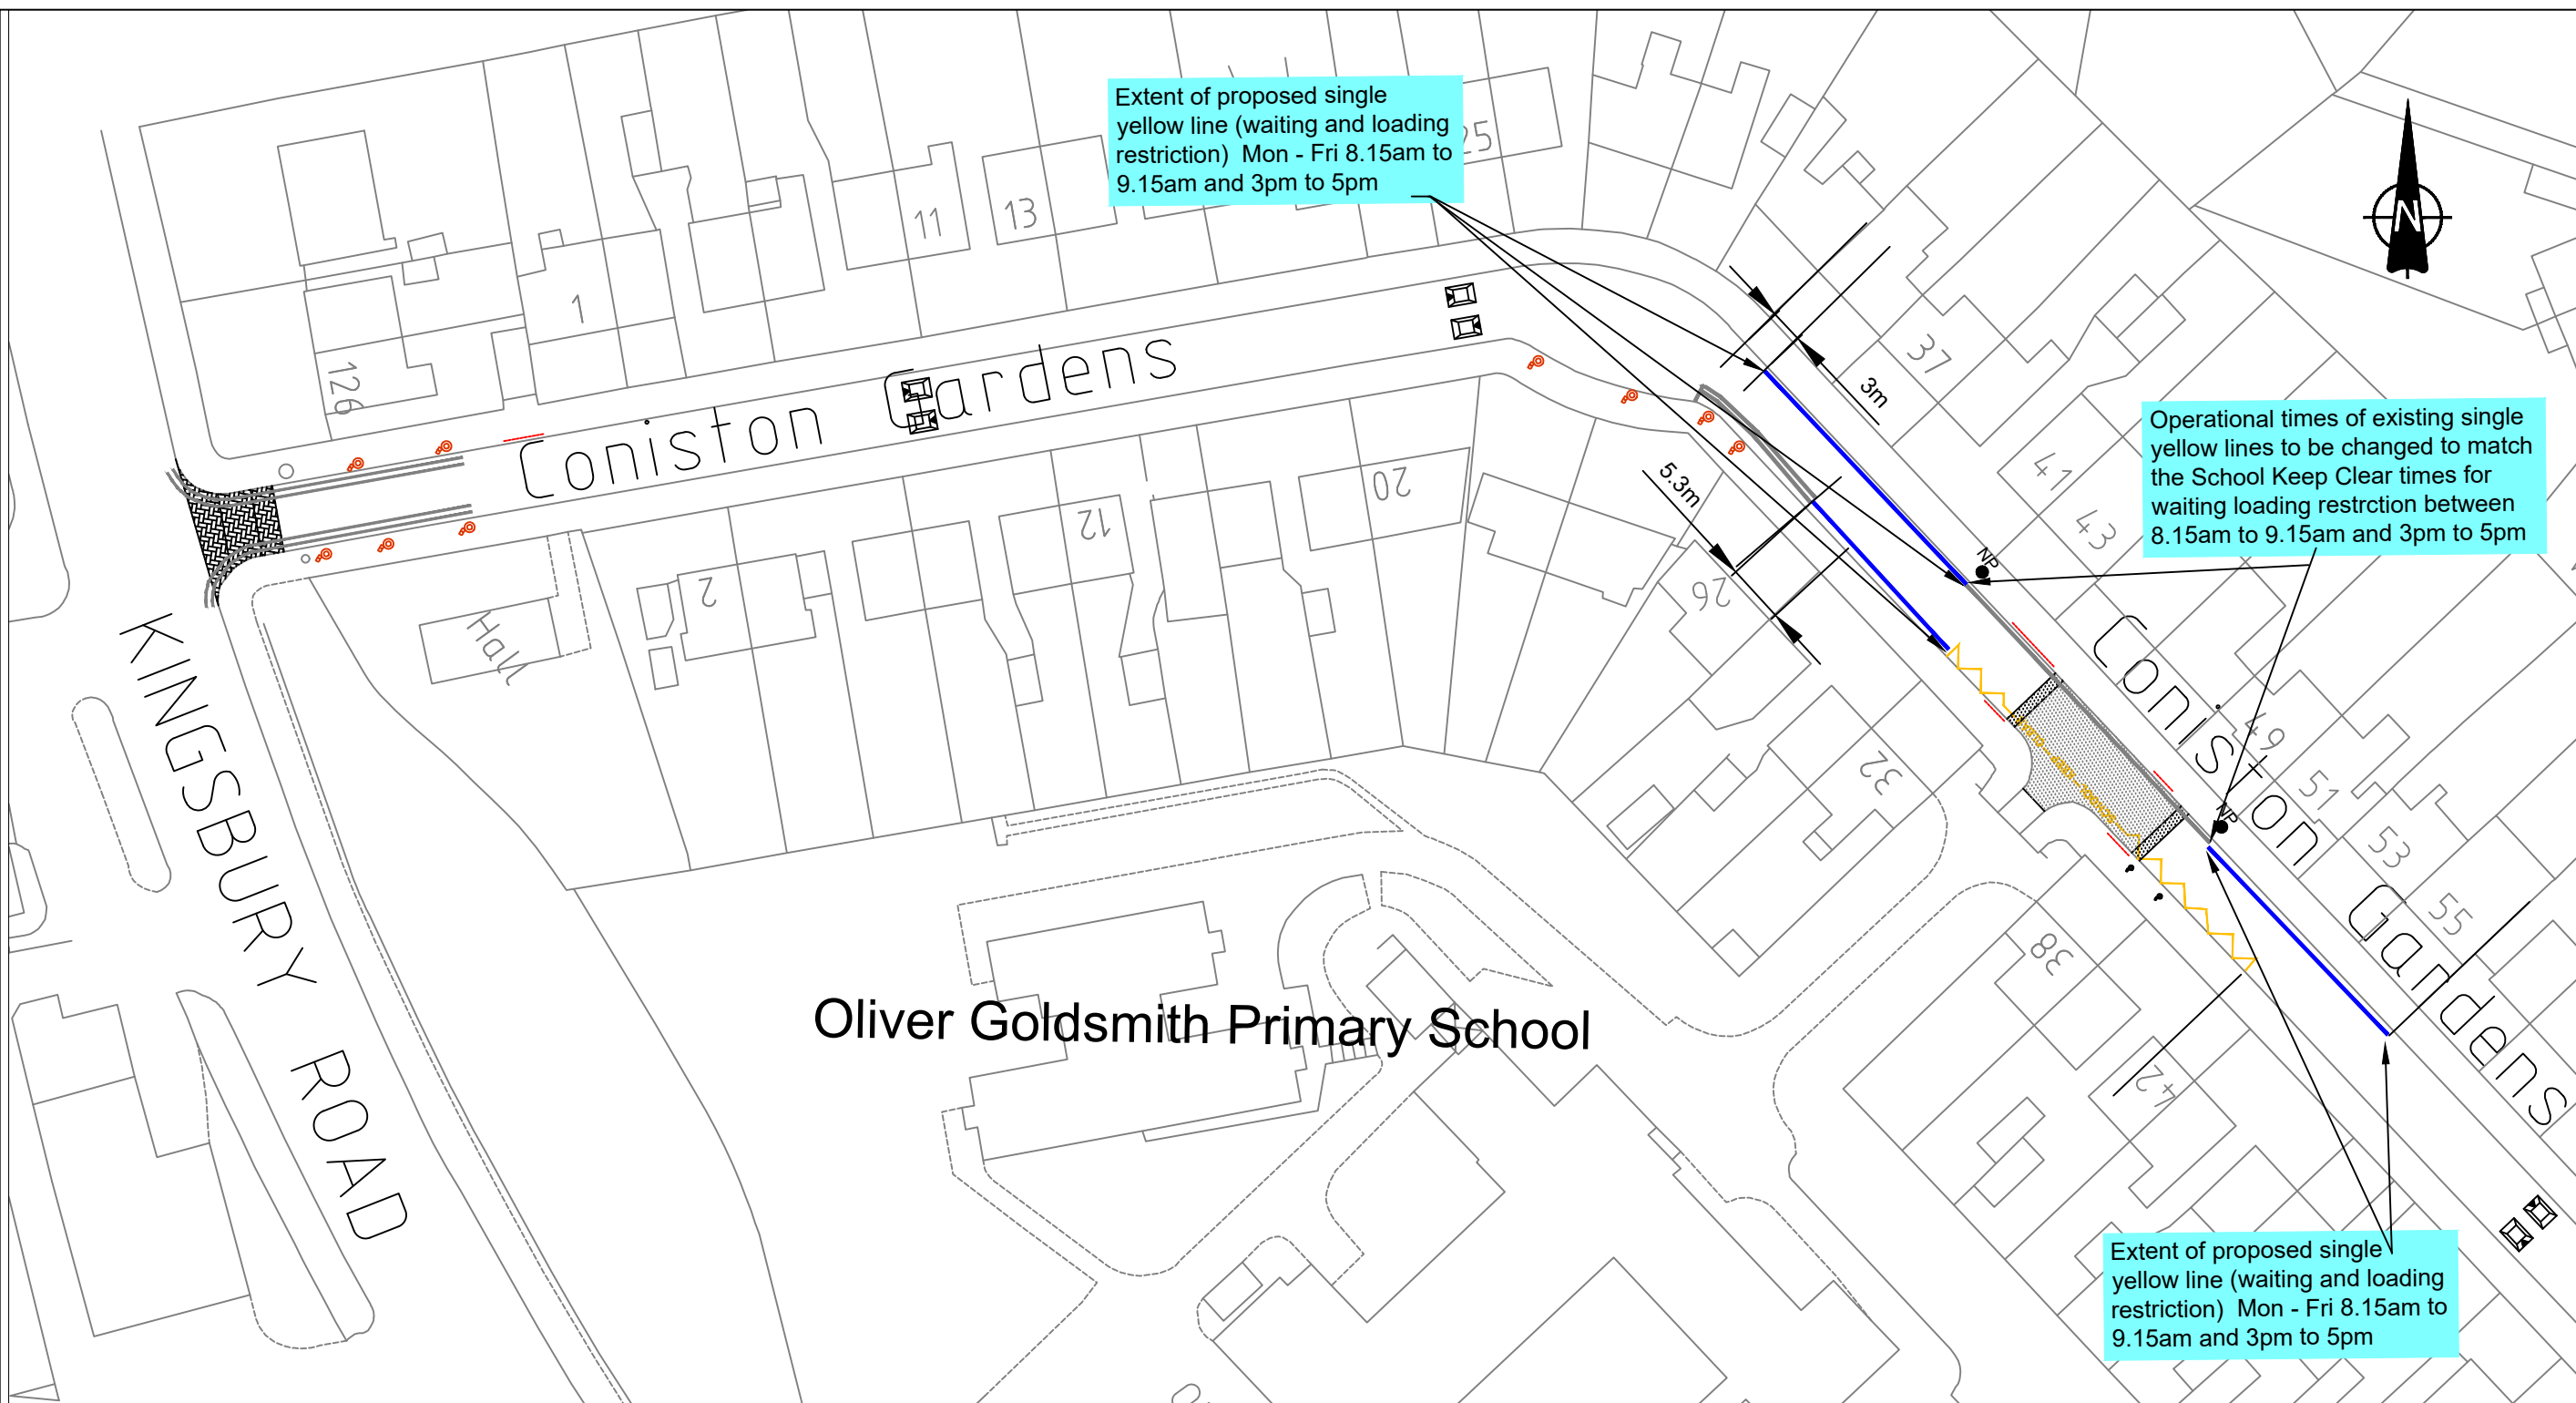 Extent of proposed single
yellow line (waiting and loading
restriction) Mon - Fri 8.15am to
9.15am and 3pm to 5pm
25
N
11
13
1
126
Coniston Gardens
37
3m
Operational times of existing single
yellow lines to be changed to match
the School Keep Clear times for
waiting loading restrction between
8.15am to 9.15am and 3pm to 5pm
41
43
20
12
2
Hall
5.3m
26
NP
KINGSBURY ROAD
Coniston Gardens
32
SCHOOL KEEP CLEAR
49
51
NP
53
55
38
42
Oliver Goldsmith Primary School
Extent of proposed single
yellow line (waiting and loading
restriction) Mon - Fri 8.15am to
9.15am and 3pm to 5pm